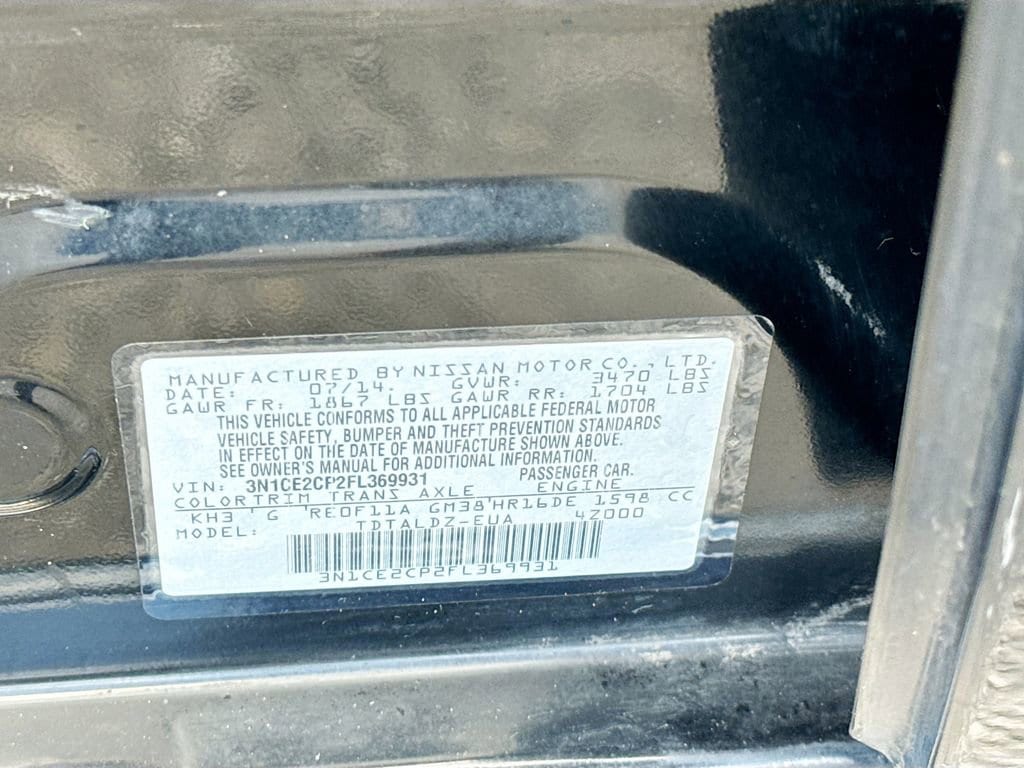 MANUFACTURED BY NISSAN MOTOR CO., LTD.
DATE: 07/14. GVWR: 3470 LBS
GAWR FR: 1867 LBS GAWR RR: 1704 LBS
THIS VEHICLE CONFORMS TO ALL APPLICABLE FEDERAL MOTOR
VEHICLE SAFETY, BUMPER AND THEFT PREVENTION STANDARDS
IN EFFECT ON THE DATE OF MANUFACTURE SHOWN ABOVE.
SEE OWNER'S MANUAL FOR ADDITIONAL INFORMATION.
VIN: 3N1CE2CP2FL369931 PASSENGER CAR.
COLOR TRIM TRANS AXLE ENGINE
KH3 ' G 'RE0F11A GM38'HR16DE 1598 CC
MODEL: TDTALDZ-EUA 4Z000
3N1CE2CP2FL369931